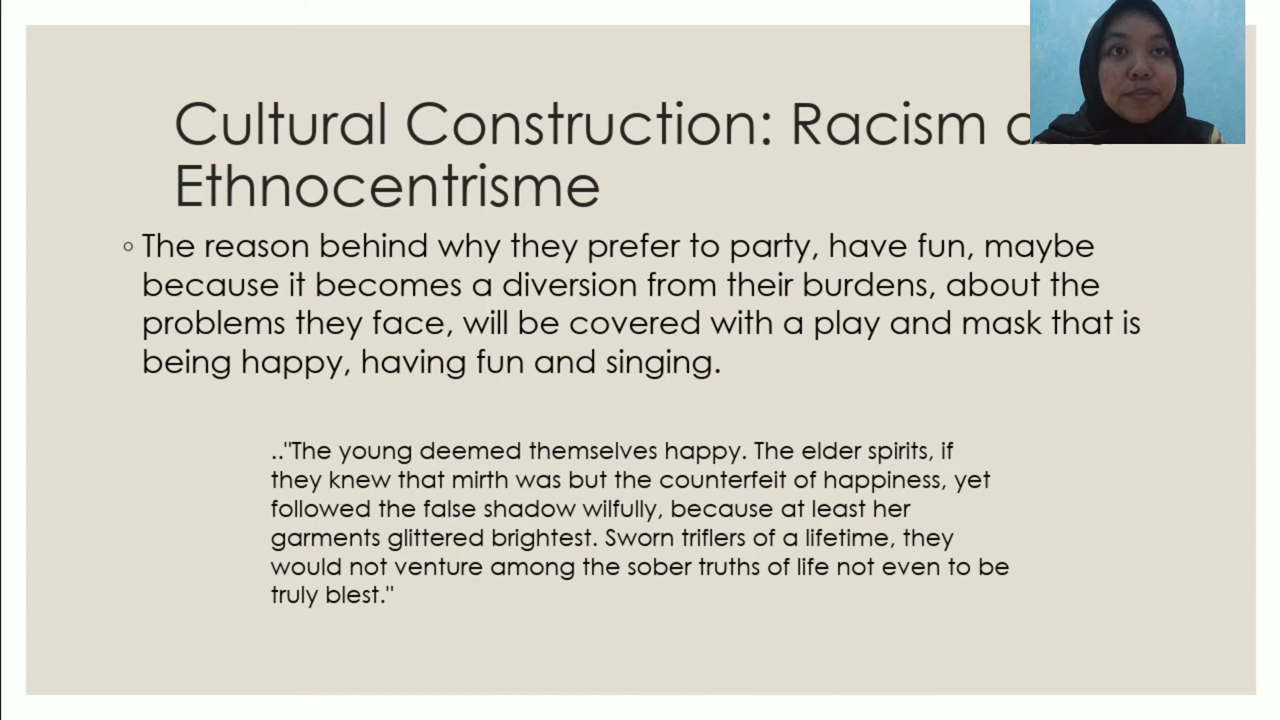 Cultural Construction: Racism
Ethnocentrisme
The reason behind why they prefer to party, have fun, maybe
because it becomes a diversion from their burdens, about the
problems they face, will be covered with a play and mask that is
being happy, having fun and singing.
.."The young deemed themselves happy. The elder spirits, if
they knew that mirth was but the counterfeit of happiness, yet
followed the false shadow wilfully, because at least her
garments glittered brightest. Sworn triflers of a lifetime, they
would not venture among the sober truths of life not even to be
truly blest."